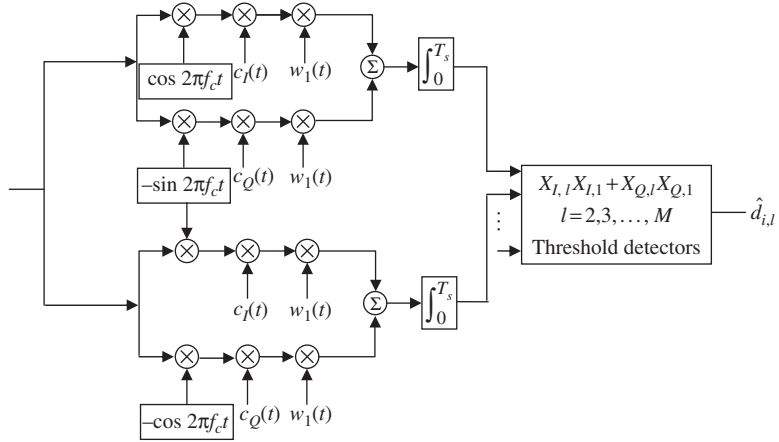 cos 2πf_c t
c_I(t)
w_1(t)
Σ
∫_0^{T_s}
c_Q(t)
w_1(t)
–sin 2πf_c t
X_{I, l}X_{I,1}+X_{Q,l}X_{Q,1}
l=2,3,..., M
Threshold detectors
d̂_{i,l}
c_I(t)
w_1(t)
Σ
∫_0^{T_s}
c_Q(t)
w_1(t)
–cos 2πf_c t